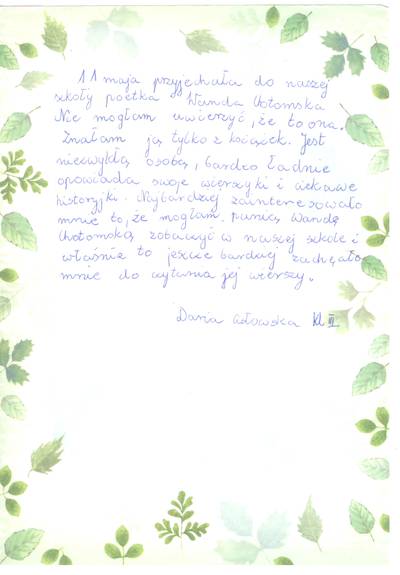 11 maja przyjechała do naszej
szkoły poetka Wanda Chotomska
Nie mogłam uwierzyć, że to ona.
Znałam ją tylko z książek. Jest
niezwykłą osobą, bardzo ładnie
opowiada swoje wierszyki i ciekawe
historyjki. Najbardziej zainteresowało
mnie to, że mogłam panią Wandę
Chotomską zobaczyć w naszej szkole i
właśnie to jeszcze bardziej zachęciło
mnie do czytania jej wierszy.
Daria kl III